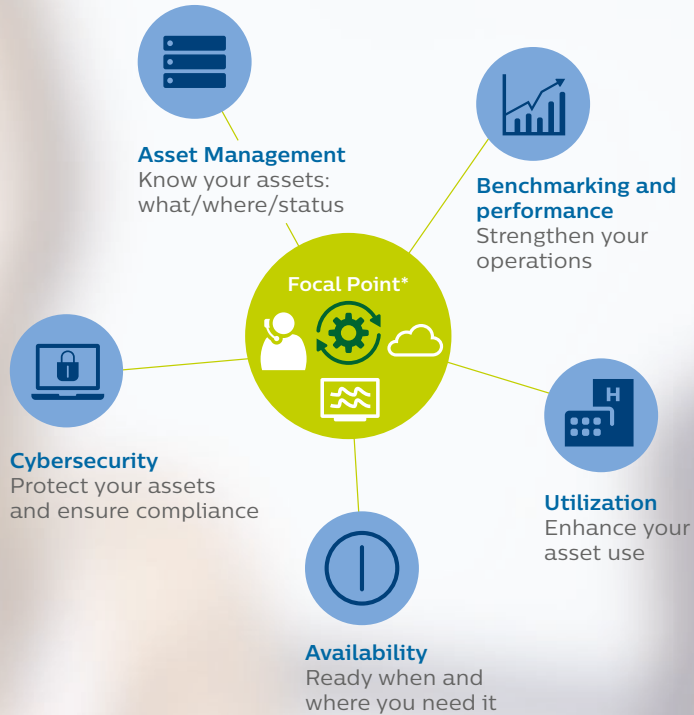 Asset Management
Know your assets:
what/where/status
Benchmarking and
performance
Strengthen your
operations
Focal Point*
H
Cybersecurity
Protect your assets
and ensure compliance
Utilization
Enhance your
asset use
Availability
Ready when and
where you need it